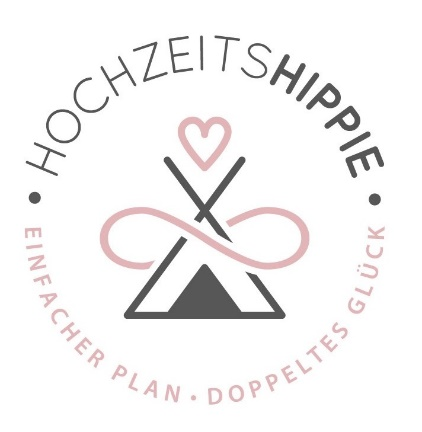 HOCHZEITSHIPPIE
EINFACHER PLAN · DOPPELTES GLÜCK